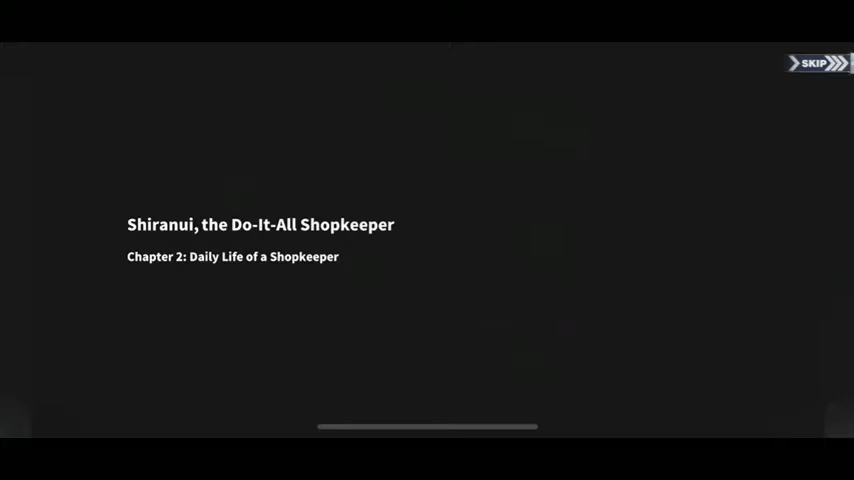 SKIP
Shiranui, the Do-It-All Shopkeeper
Chapter 2: Daily Life of a Shopkeeper